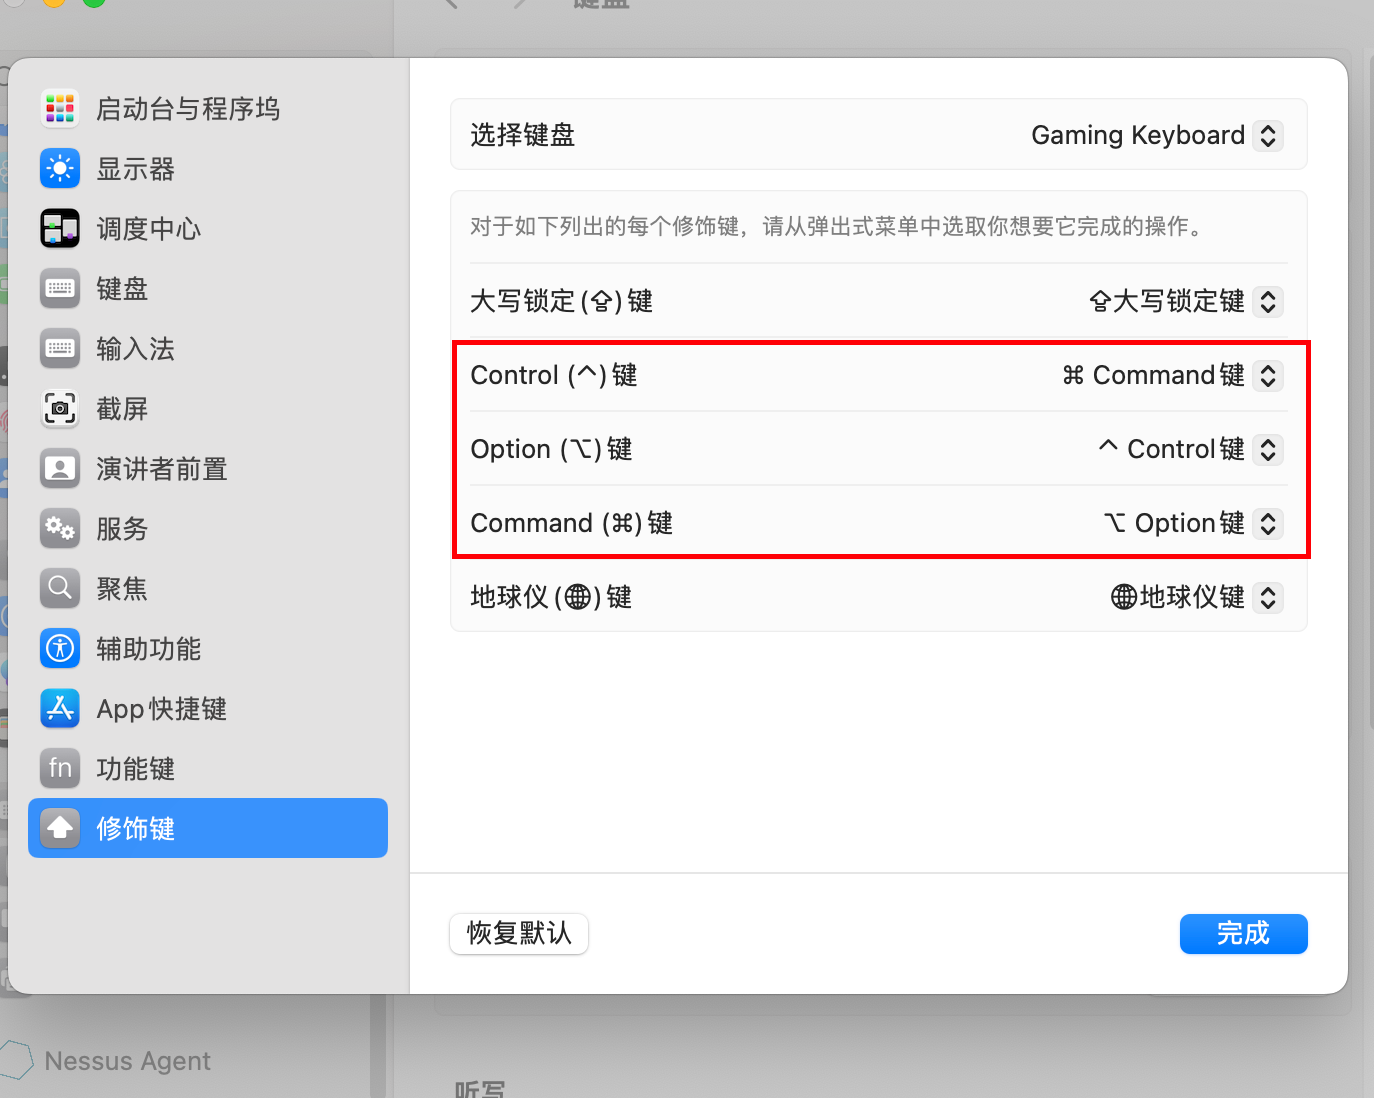 键盘
启动台与程序坞
显示器
调度中心
键盘
输入法
截屏
演讲者前置
服务
聚焦
辅助功能
App快捷键
fn 功能键
修饰键
选择键盘 Gaming Keyboard
对于如下列出的每个修饰键，请从弹出式菜单中选取你想要它完成的操作。
大写锁定(⇪)键 ⇪大写锁定键
Control (^)键 ⌘ Command键
Option (⌥)键 ^ Control键
Command (⌘)键 ⌥ Option键
地球仪(🌐)键 🌐地球仪键
恢复默认 完成
Nessus Agent
听写